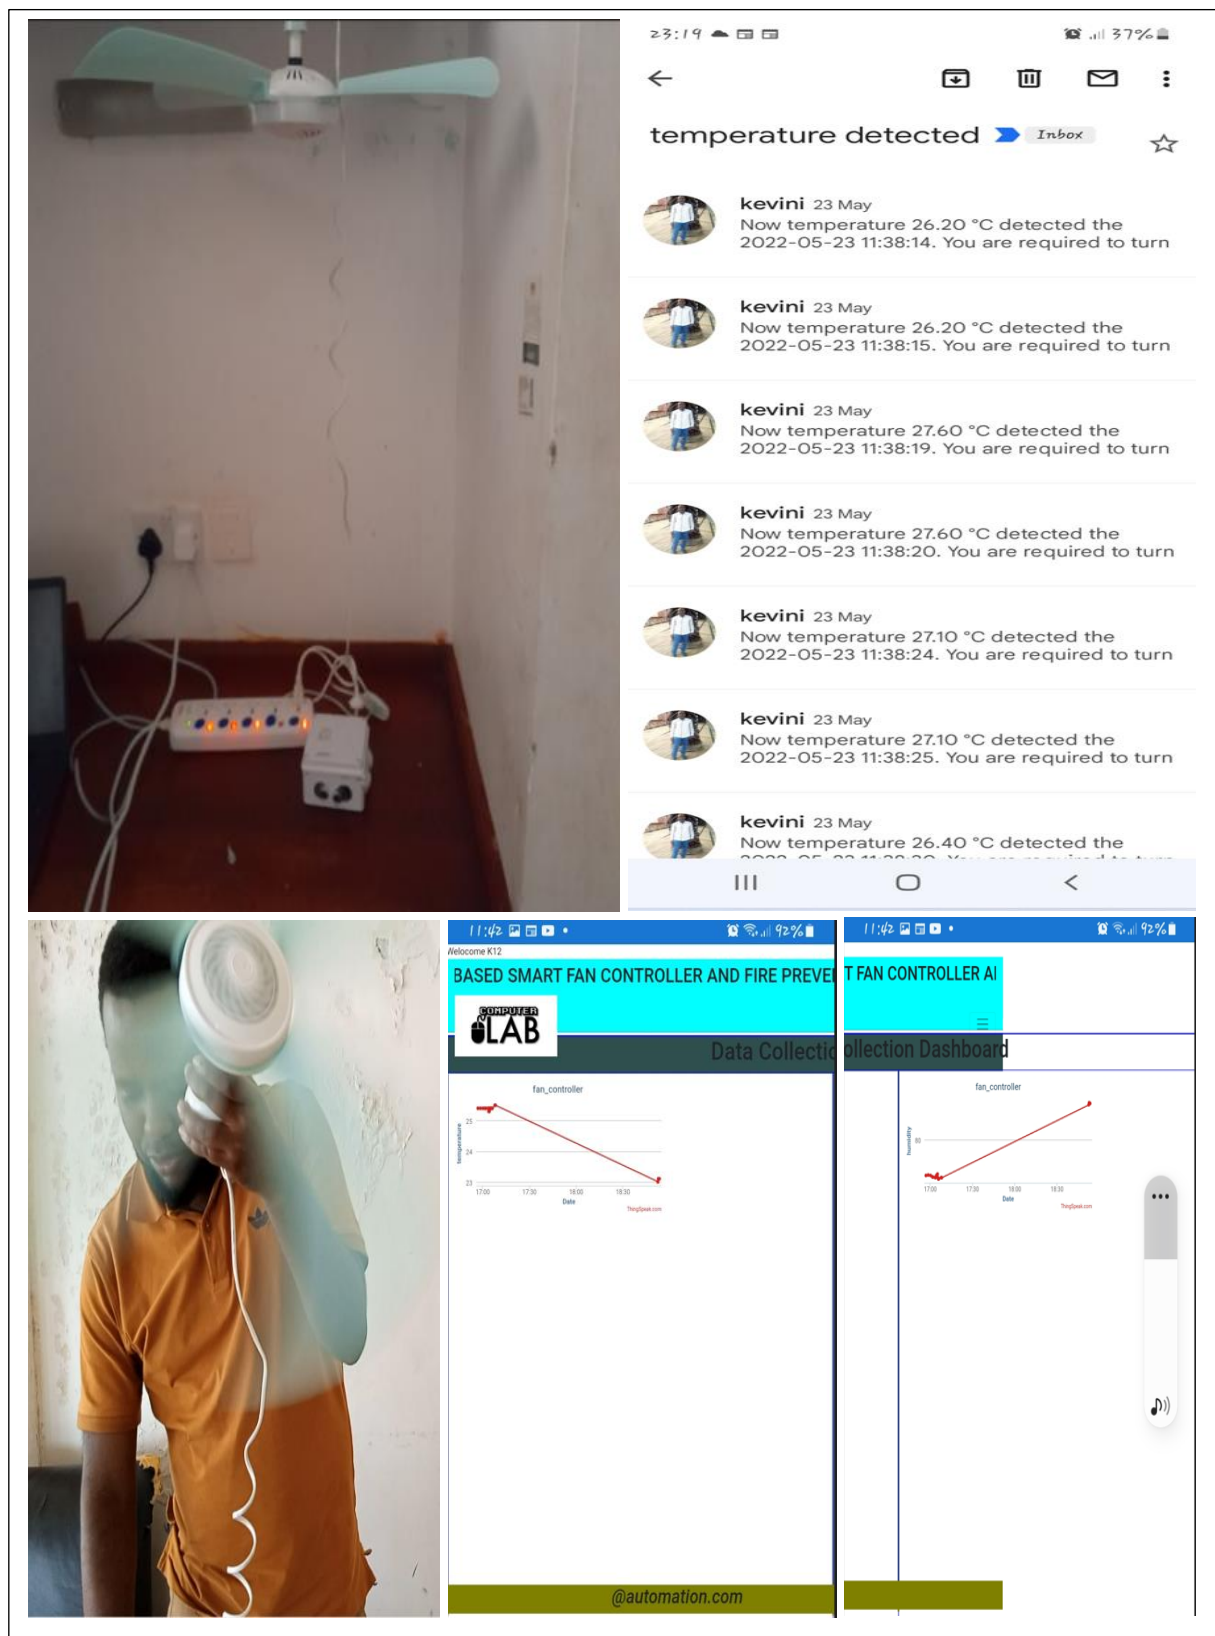 23:19
37%
temperature detected
Inbox
kevini 23 May
Now temperature 26.20 °C detected the
2022-05-23 11:38:14. You are required to turn
kevini 23 May
Now temperature 26.20 °C detected the
2022-05-23 11:38:15. You are required to turn
kevini 23 May
Now temperature 27.60 °C detected the
2022-05-23 11:38:19. You are required to turn
kevini 23 May
Now temperature 27.60 °C detected the
2022-05-23 11:38:20. You are required to turn
kevini 23 May
Now temperature 27.10 °C detected the
2022-05-23 11:38:24. You are required to turn
kevini 23 May
Now temperature 27.10 °C detected the
2022-05-23 11:38:25. You are required to turn
kevini 23 May
Now temperature 26.40 °C detected the
11:42
92%
Welocome K12
BASED SMART FAN CONTROLLER AND FIRE PREVE
COMPUTER
LAB
Data Collectio
fan_controller
temperature
25
24
23
17:00 17:30 18:00 18:30
Date
ThingSpeak.com
@automation.com
11:42
92%
T FAN CONTROLLER A
ollection Dashboard
fan_controller
humidity
80
17:00 17:30 18:00 18:30
Date
ThingSpeak.com